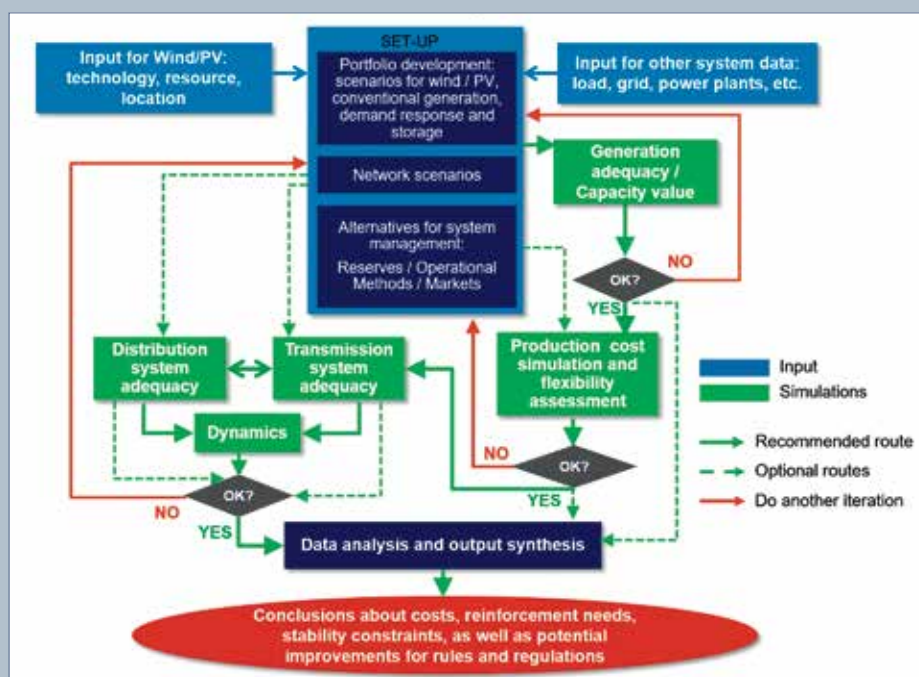 Input for Wind/PV:
technology, resource,
location
SET-UP
Portfolio development:
scenarios for wind / PV,
conventional generation,
demand response and
storage
Network scenarios
Alternatives for system
management:
Reserves / Operational
Methods / Markets
Input for other system data:
load, grid, power plants, etc.
Generation
adequacy /
Capacity value
OK?
NO
YES
Production cost
simulation and
flexibility
assessment
OK?
NO
YES
Distribution
system
adequacy
Transmission
system
adequacy
Dynamics
OK?
NO
YES
Data analysis and output synthesis
Conclusions about costs, reinforcement needs,
stability constraints, as well as potential
improvements for rules and regulations
Input
Simulations
Recommended route
Optional routes
Do another iteration